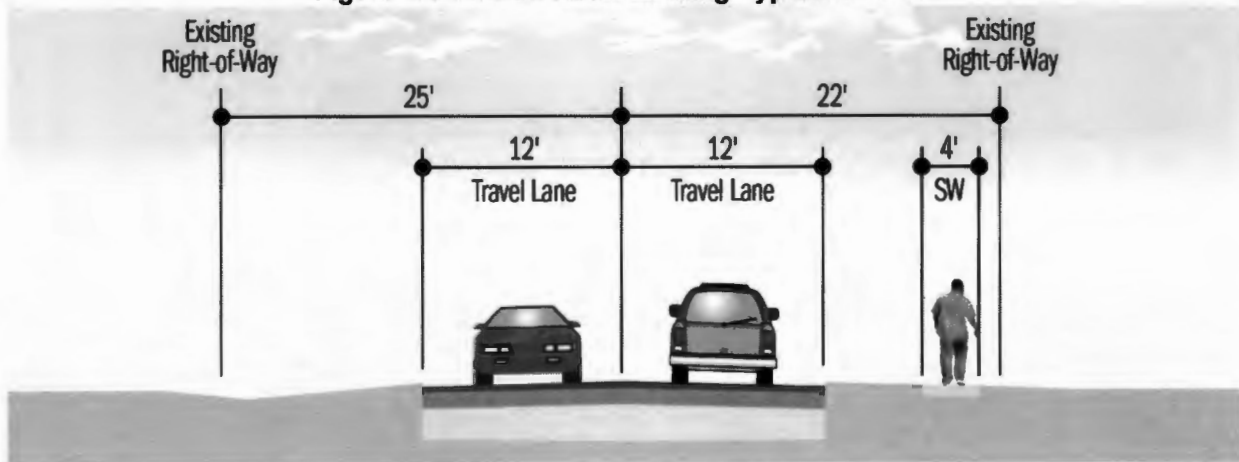 Existing
Right-of-Way
Existing
Right-of-Way
25' 22'
12' 12' 4'
Travel Lane Travel Lane SW